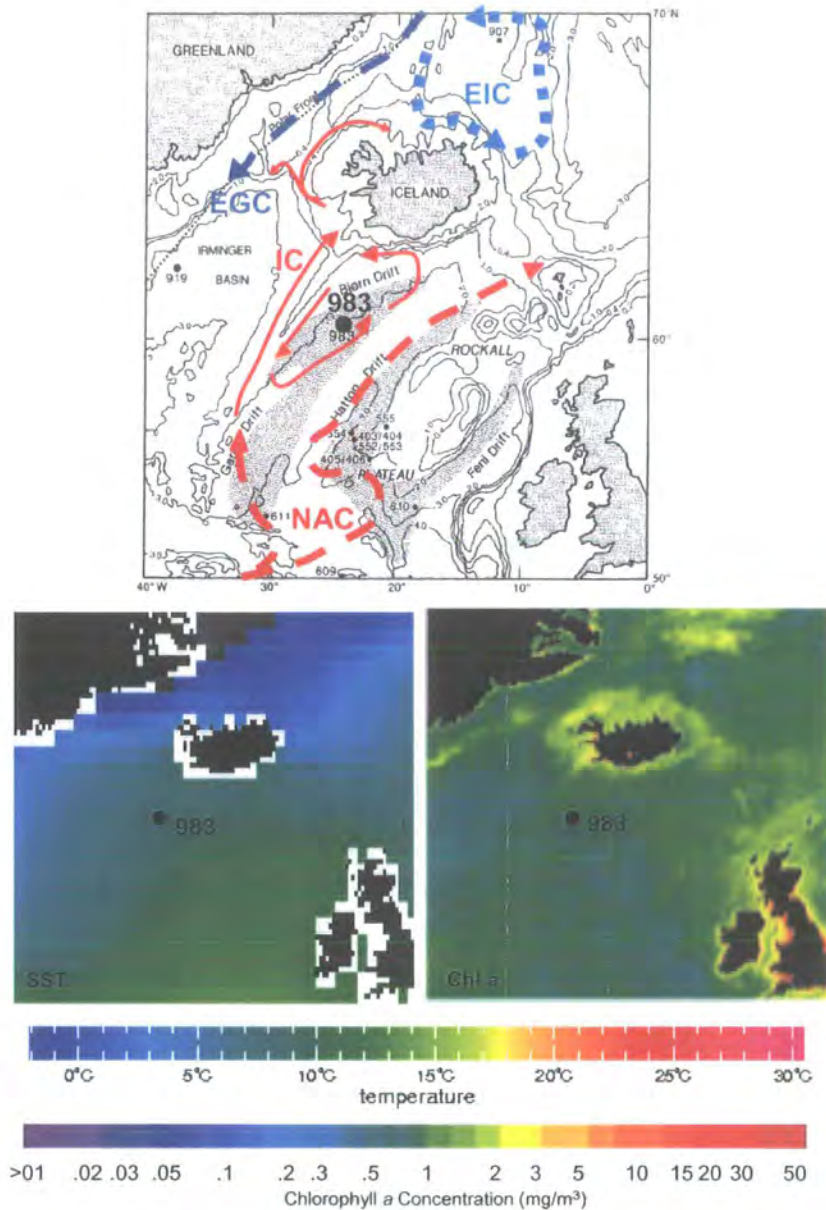 70°N
GREENLAND
907
EIC
Polar Front
ICELAND
EGC
IRMINGER
BASIN
919
IC
Bjorn Drift
983
983
60°
ROCKALL
Hatton Drift
Gardar Drift
555
554 403/404
552/553
405/406
PLATEAU
Feni Drift
610
NAC
611
609
40°W 30° 20° 10° 0° 50°
983
SST
983
Chl a
0°C 5°C 10°C 15°C 20°C 25°C 30°C
temperature
>01 .02 .03 .05 .1 .2 .3 .5 1 2 3 5 10 15 20 30 50
Chlorophyll a Concentration (mg/m³)